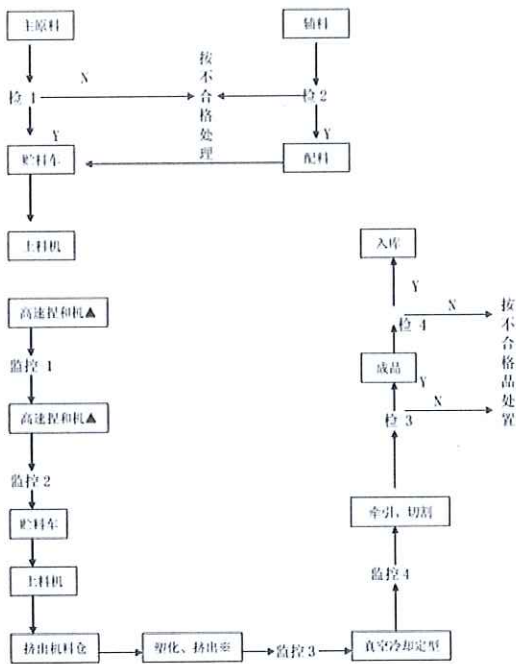 主原料
辅料
N
检 1
按不合格处理
检2
Y
Y
贮料车
配料
上料机
入库
Y
N
高速捏和机▲
检 4
按不合格品处置
监控 1
成品
Y
N
检 3
高速捏和机▲
监控 2
牵引、切割
贮料车
监控 4
上料机
挤出机料仓
塑化、挤出※
监控 3
真空冷却定型